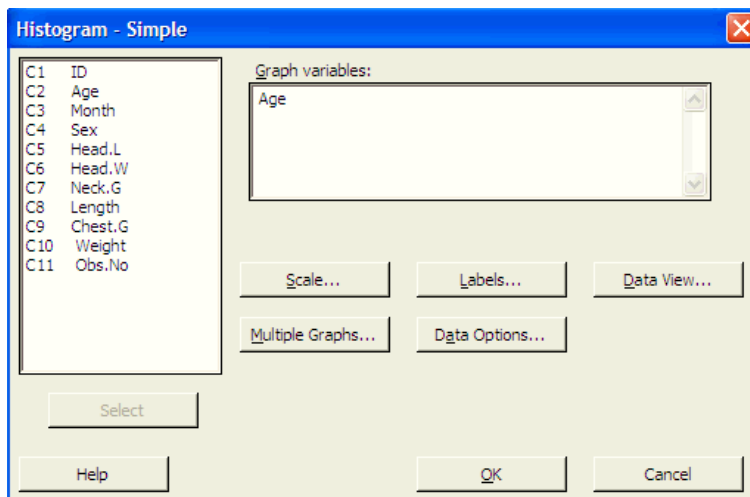 Histogram - Simple
C1 ID
C2 Age
C3 Month
C4 Sex
C5 Head.L
C6 Head.W
C7 Neck.G
C8 Length
C9 Chest.G
C10 Weight
C11 Obs.No
Graph variables:
Age
Scale...
Labels...
Data View...
Multiple Graphs...
Data Options...
Select
Help
OK
Cancel